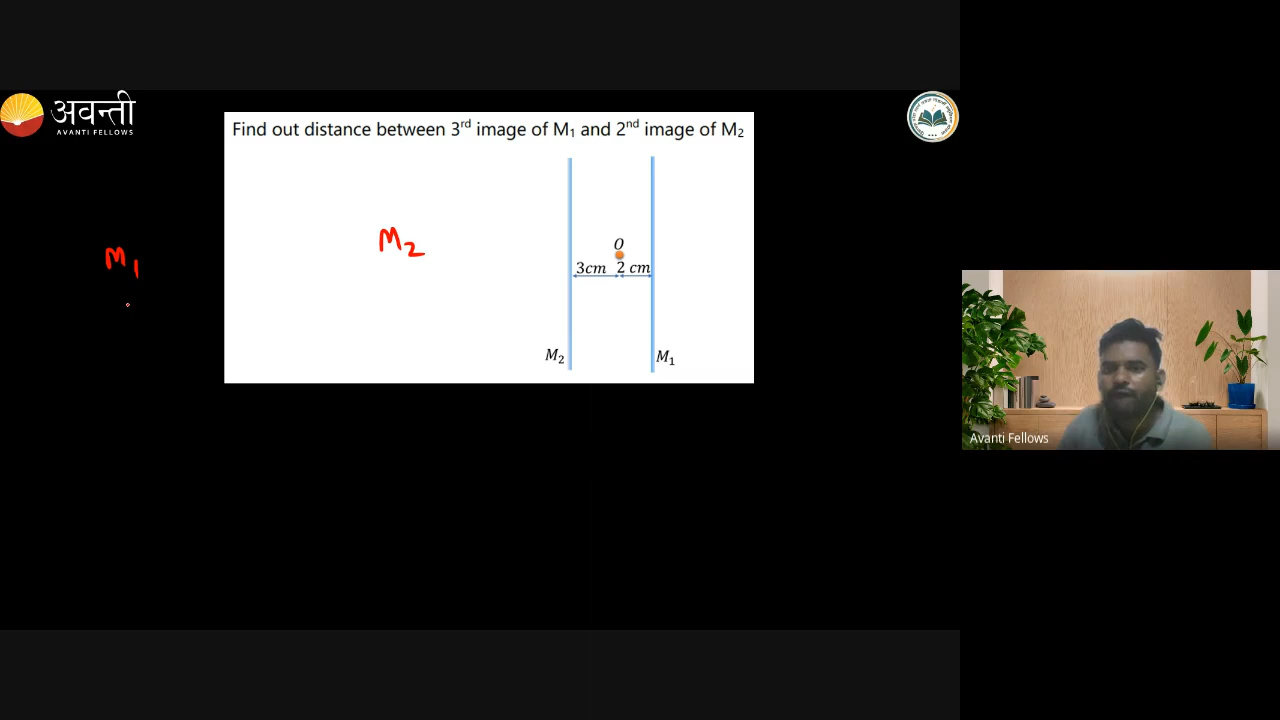 अवन्ती
AVANTI FELLOWS
Find out distance between 3rd image of M1 and 2nd image of M2
M2
M1
O
3cm 2 cm
M2 M1
Avanti Fellows